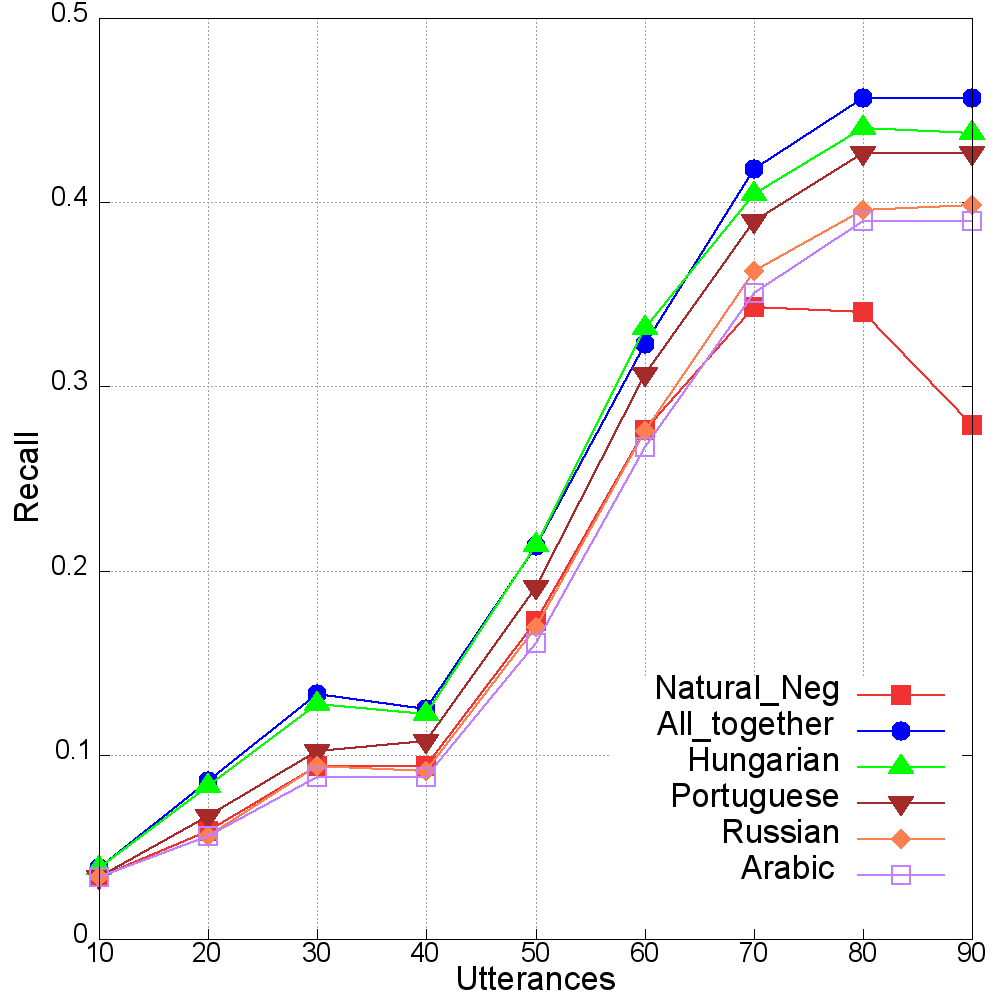 0.5
0.4
0.3
0.2
0.1
0
Recall
Natural_Neg
All_together
Hungarian
Portuguese
Russian
Arabic
10 20 30 40 50 60 70 80 90
Utterances